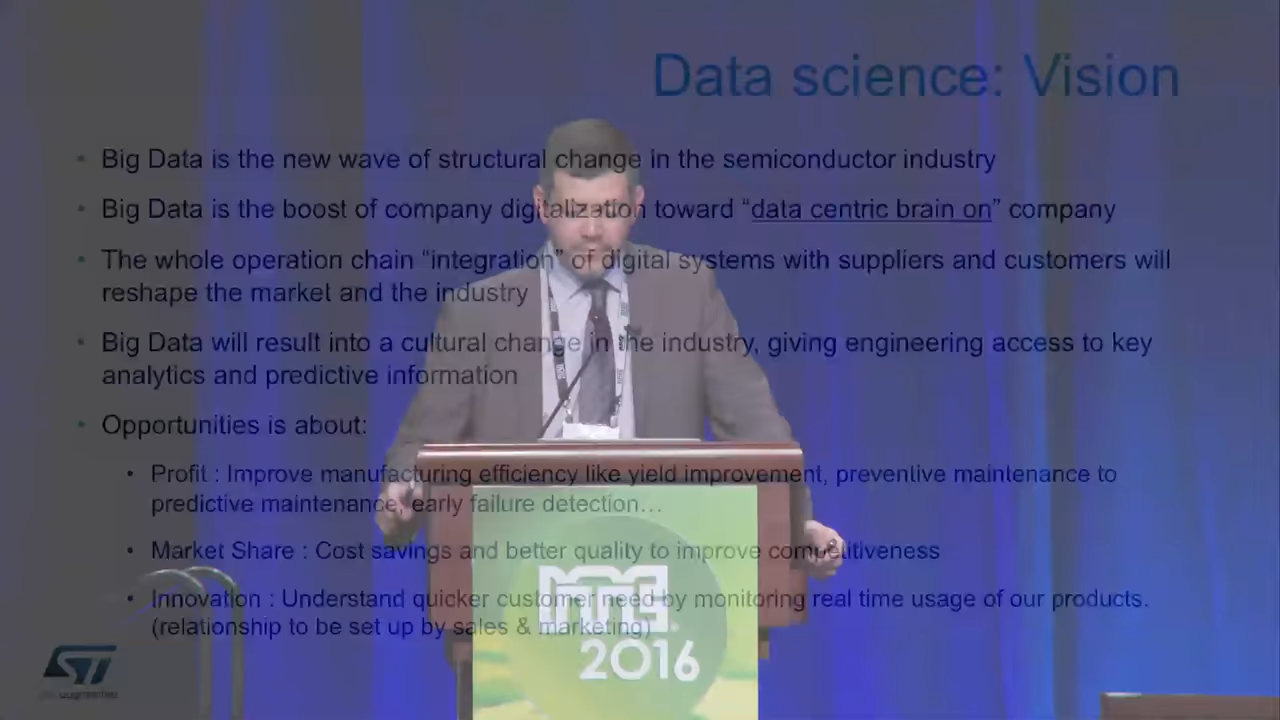 Data science: Vision
• Big Data is the new wave of structural change in the semiconductor industry
• Big Data is the boost of company digitalization toward “data centric brain on” company
• The whole operation chain “integration” of digital systems with suppliers and customers will
reshape the market and the industry
• Big Data will result into a cultural change in the industry, giving engineering access to key
analytics and predictive information
• Opportunities is about:
• Profit : Improve manufacturing efficiency like yield improvement, preventive maintenance to
predictive maintenance, early failure detection…
• Market Share : Cost savings and better quality to improve competitiveness
• Innovation : Understand quicker customer need by monitoring real time usage of our products.
(relationship to be set up by sales & marketing)
ST
2016